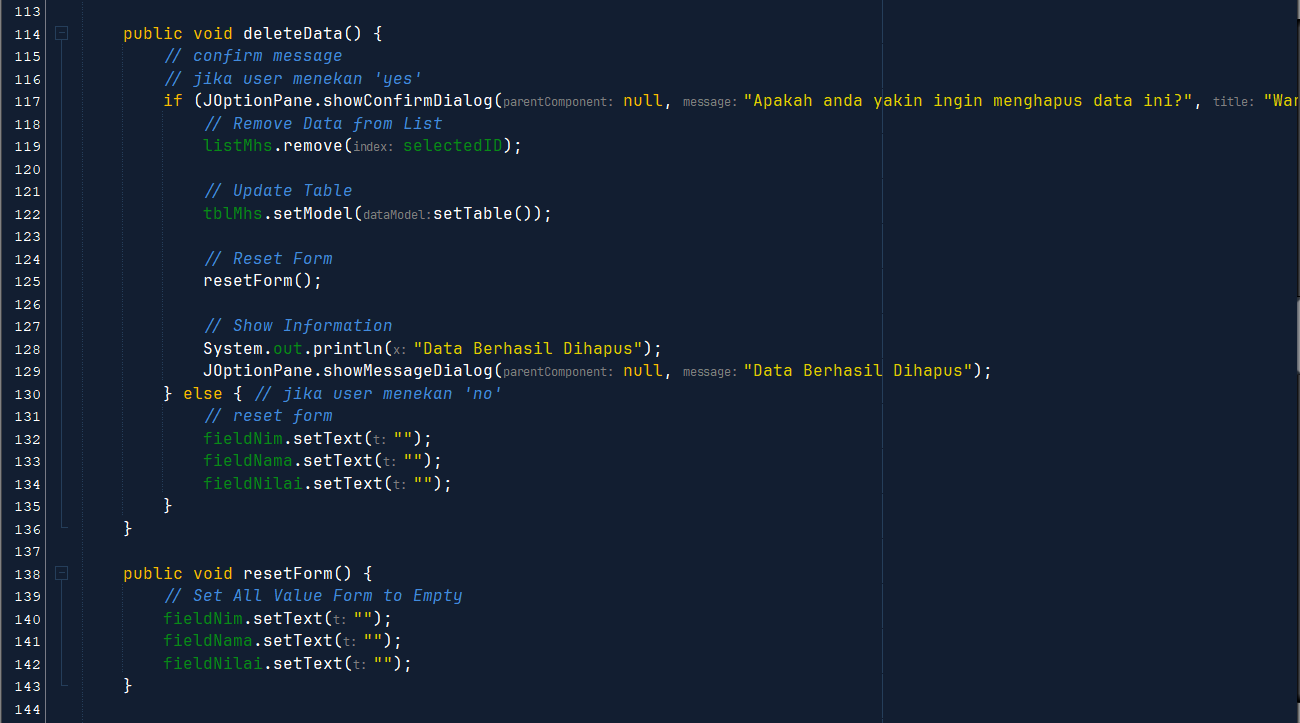 113
114 public void deleteData() {
115 // confirm message
116 // jika user menekan 'yes'
117 if (JOptionPane.showConfirmDialog(parentComponent: null, message: "Apakah anda yakin ingin menghapus data ini?", title: "War
118 // Remove Data from List
119 listMhs.remove(index: selectedID);
120
121 // Update Table
122 tblMhs.setModel(dataModel:setTable());
123
124 // Reset Form
125 resetForm();
126
127 // Show Information
128 System.out.println(x: "Data Berhasil Dihapus");
129 JOptionPane.showMessageDialog(parentComponent: null, message: "Data Berhasil Dihapus");
130 } else { // jika user menekan 'no'
131 // reset form
132 fieldNim.setText(t: "");
133 fieldNama.setText(t: "");
134 fieldNilai.setText(t: "");
135 }
136 }
137
138 public void resetForm() {
139 // Set All Value Form to Empty
140 fieldNim.setText(t: "");
141 fieldNama.setText(t: "");
142 fieldNilai.setText(t: "");
143 }
144